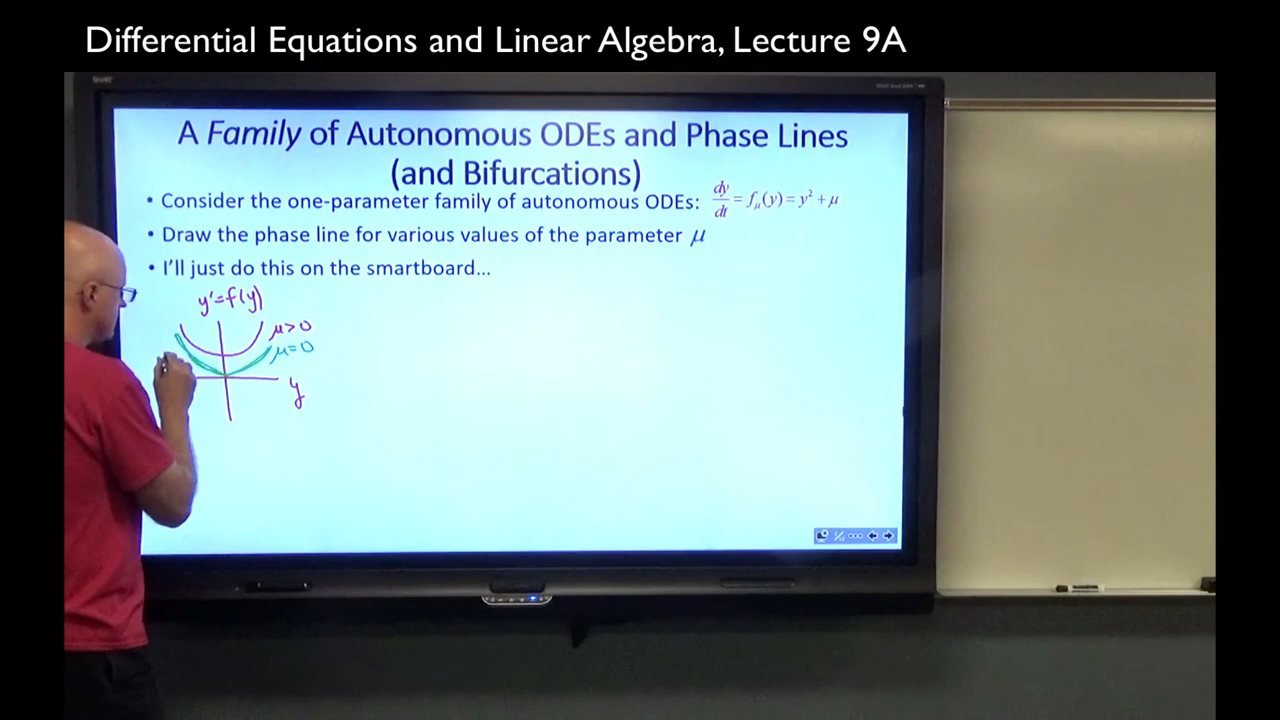 Differential Equations and Linear Algebra, Lecture 9A
A Family of Autonomous ODEs and Phase Lines
(and Bifurcations)
• Consider the one-parameter family of autonomous ODEs: dy/dt = f_μ(y) = y² + μ
• Draw the phase line for various values of the parameter μ
• I'll just do this on the smartboard...
y' = f(y)
μ > 0
μ = 0
y